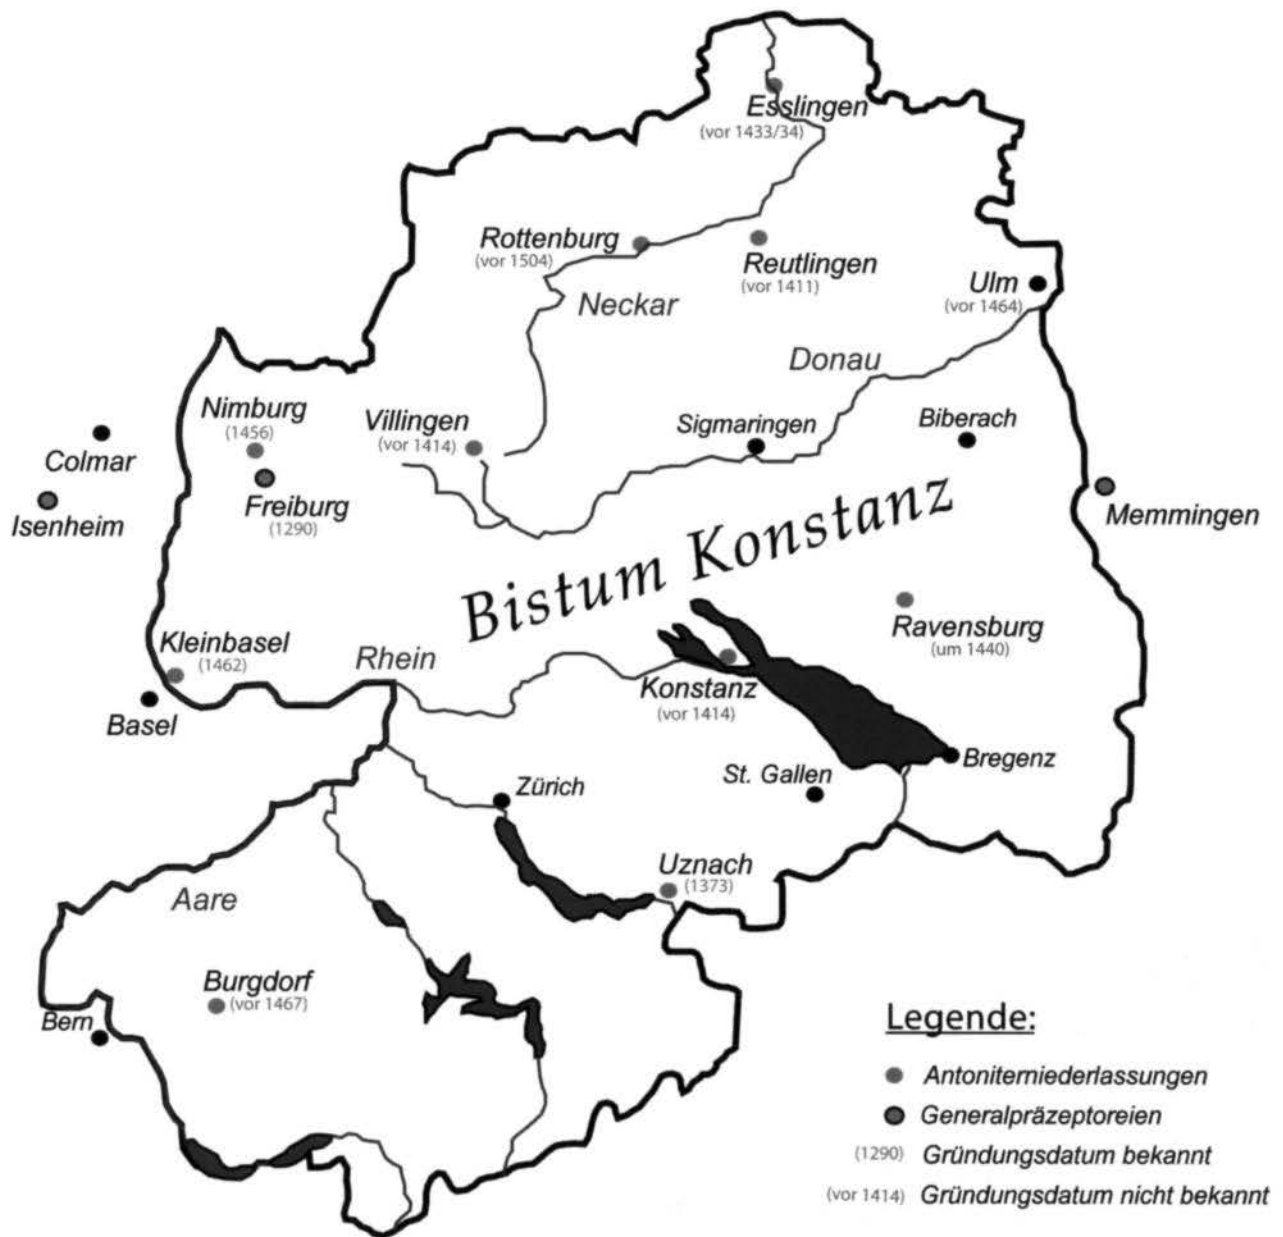 Esslingen
(vor 1433/34)
Rottenburg
(vor 1504)
Reutlingen
(vor 1411)
Ulm
(vor 1464)
Neckar
Donau
Nimburg
(1456)
Villingen
(vor 1414)
Sigmaringen
Biberach
Colmar
Isenheim
Freiburg
(1290)
Memmingen
Bistum Konstanz
Kleinbasel
(1462)
Rhein
Ravensburg
(um 1440)
Konstanz
(vor 1414)
Basel
Bregenz
St. Gallen
Zürich
Uznach
(1373)
Aare
Burgdorf
(vor 1467)
Bern
Legende:
Antoniterniederlassungen
Generalpräzeptoreien
(1290) Gründungsdatum bekannt
(vor 1414) Gründungsdatum nicht bekannt